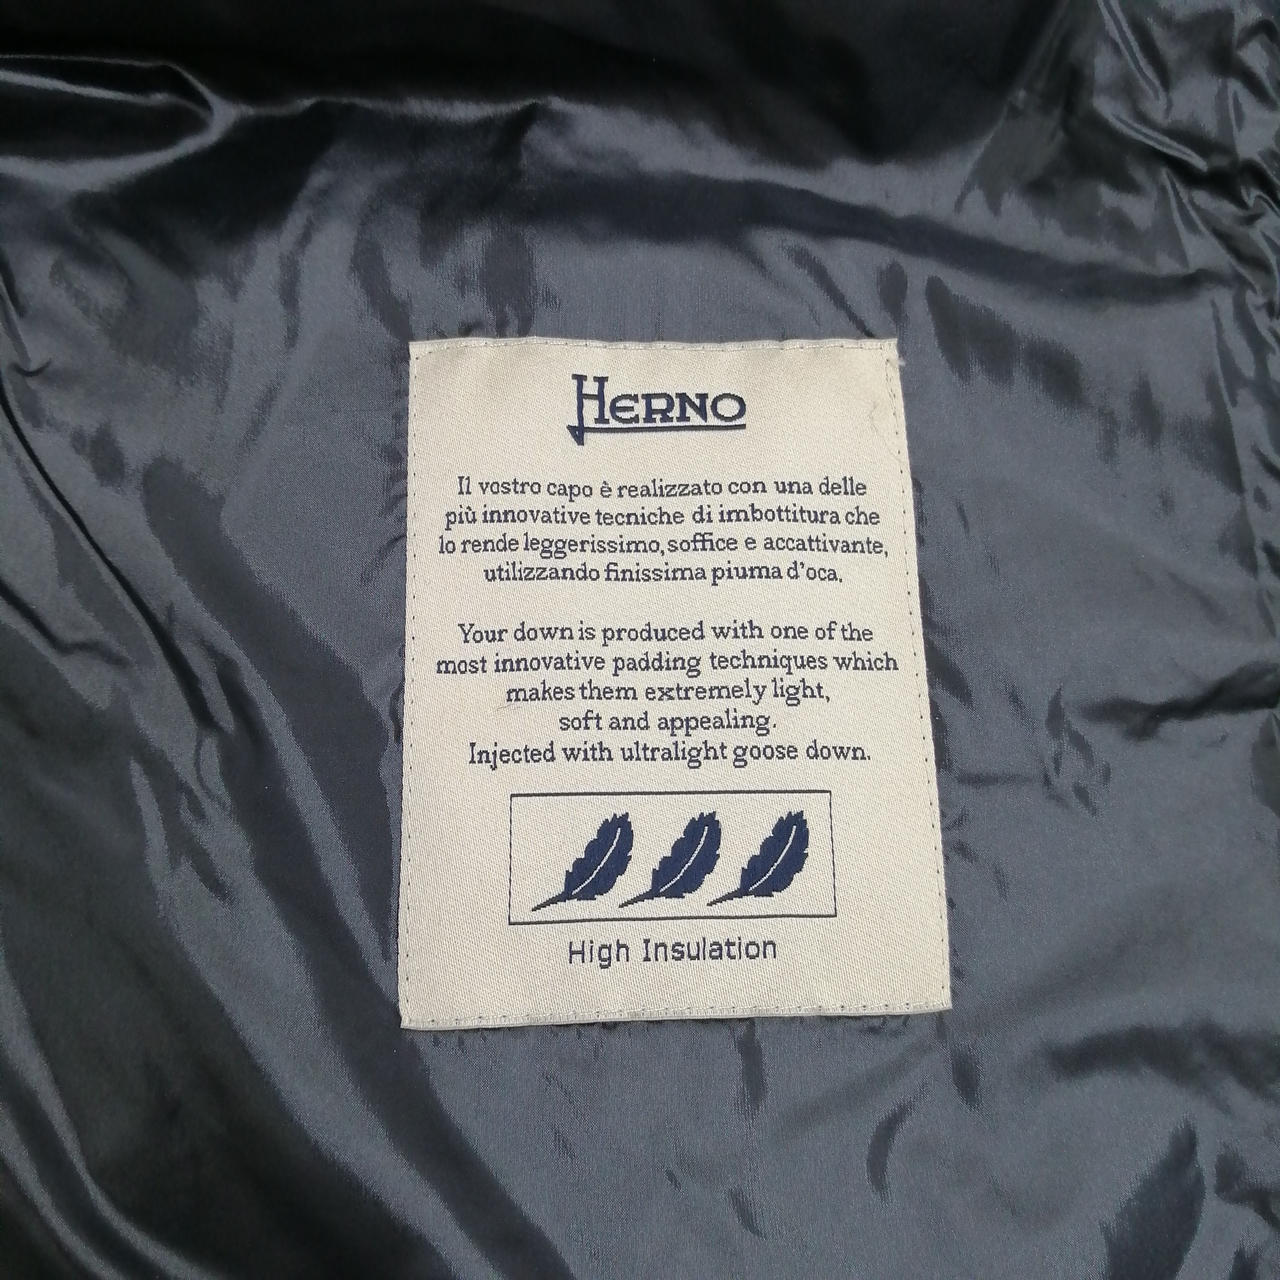 HERNO
Il vostro capo è realizzato con una delle
più innovative tecniche di imbottitura che
lo rende leggerissimo, soffice e accattivante,
utilizzando finissima piuma d'oca.
Your down is produced with one of the
most innovative padding techniques which
makes them extremely light,
soft and appealing.
Injected with ultralight goose down.
High Insulation